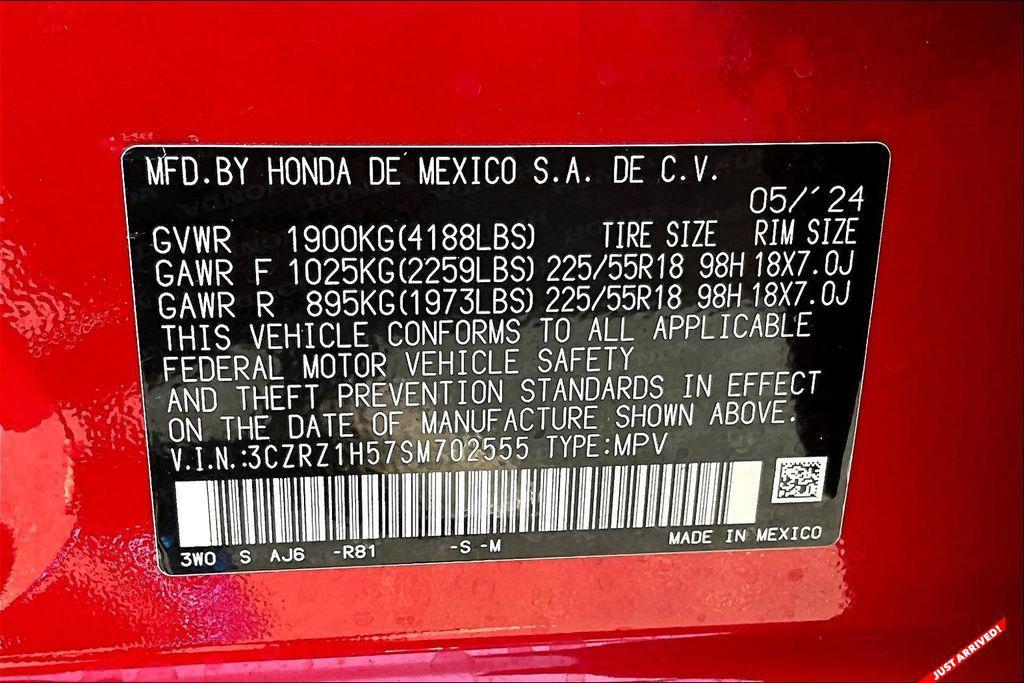 MFD.BY HONDA DE MEXICO S.A. DE C.V.
05/'24
GVWR 1900KG(4188LBS) TIRE SIZE RIM SIZE
GAWR F 1025KG(2259LBS) 225/55R18 98H 18X7.0J
GAWR R 895KG(1973LBS) 225/55R18 98H 18X7.0J
THIS VEHICLE CONFORMS TO ALL APPLICABLE
FEDERAL MOTOR VEHICLE SAFETY
AND THEFT PREVENTION STANDARDS IN EFFECT
ON THE DATE OF MANUFACTURE SHOWN ABOVE.
V.I.N.:3CZRZ1H57SM702555 TYPE:MPV
3W0 S AJ6 -R81 -S -M MADE IN MEXICO
JUST ARRIVED!